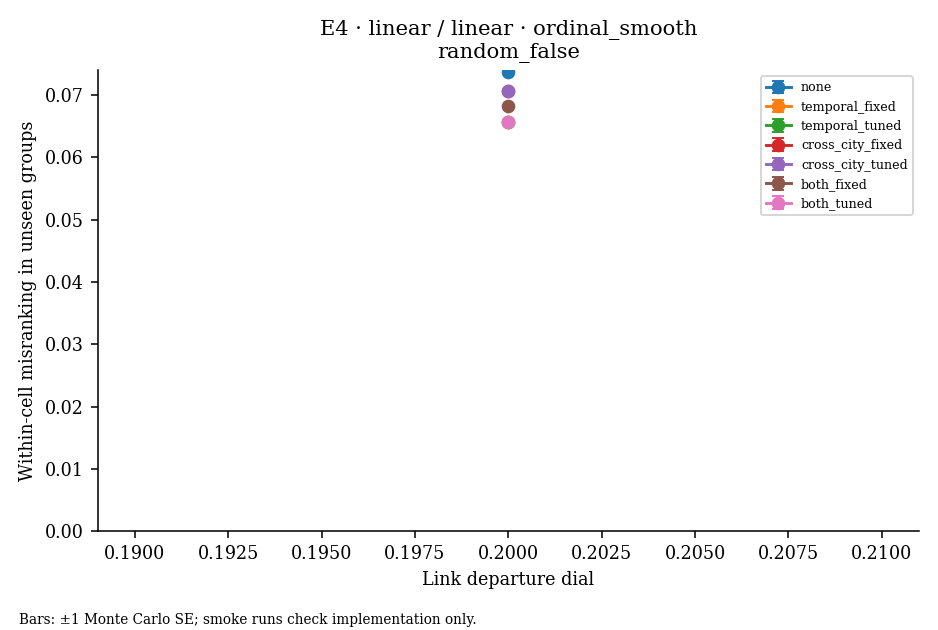 E4 · linear / linear · ordinal_smooth
random_false
none
temporal_fixed
temporal_tuned
cross_city_fixed
cross_city_tuned
both_fixed
both_tuned
Within-cell misranking in unseen groups
0.07
0.06
0.05
0.04
0.03
0.02
0.01
0.00
0.1900 0.1925 0.1950 0.1975 0.2000 0.2025 0.2050 0.2075 0.2100
Link departure dial
Bars: ±1 Monte Carlo SE; smoke runs check implementation only.